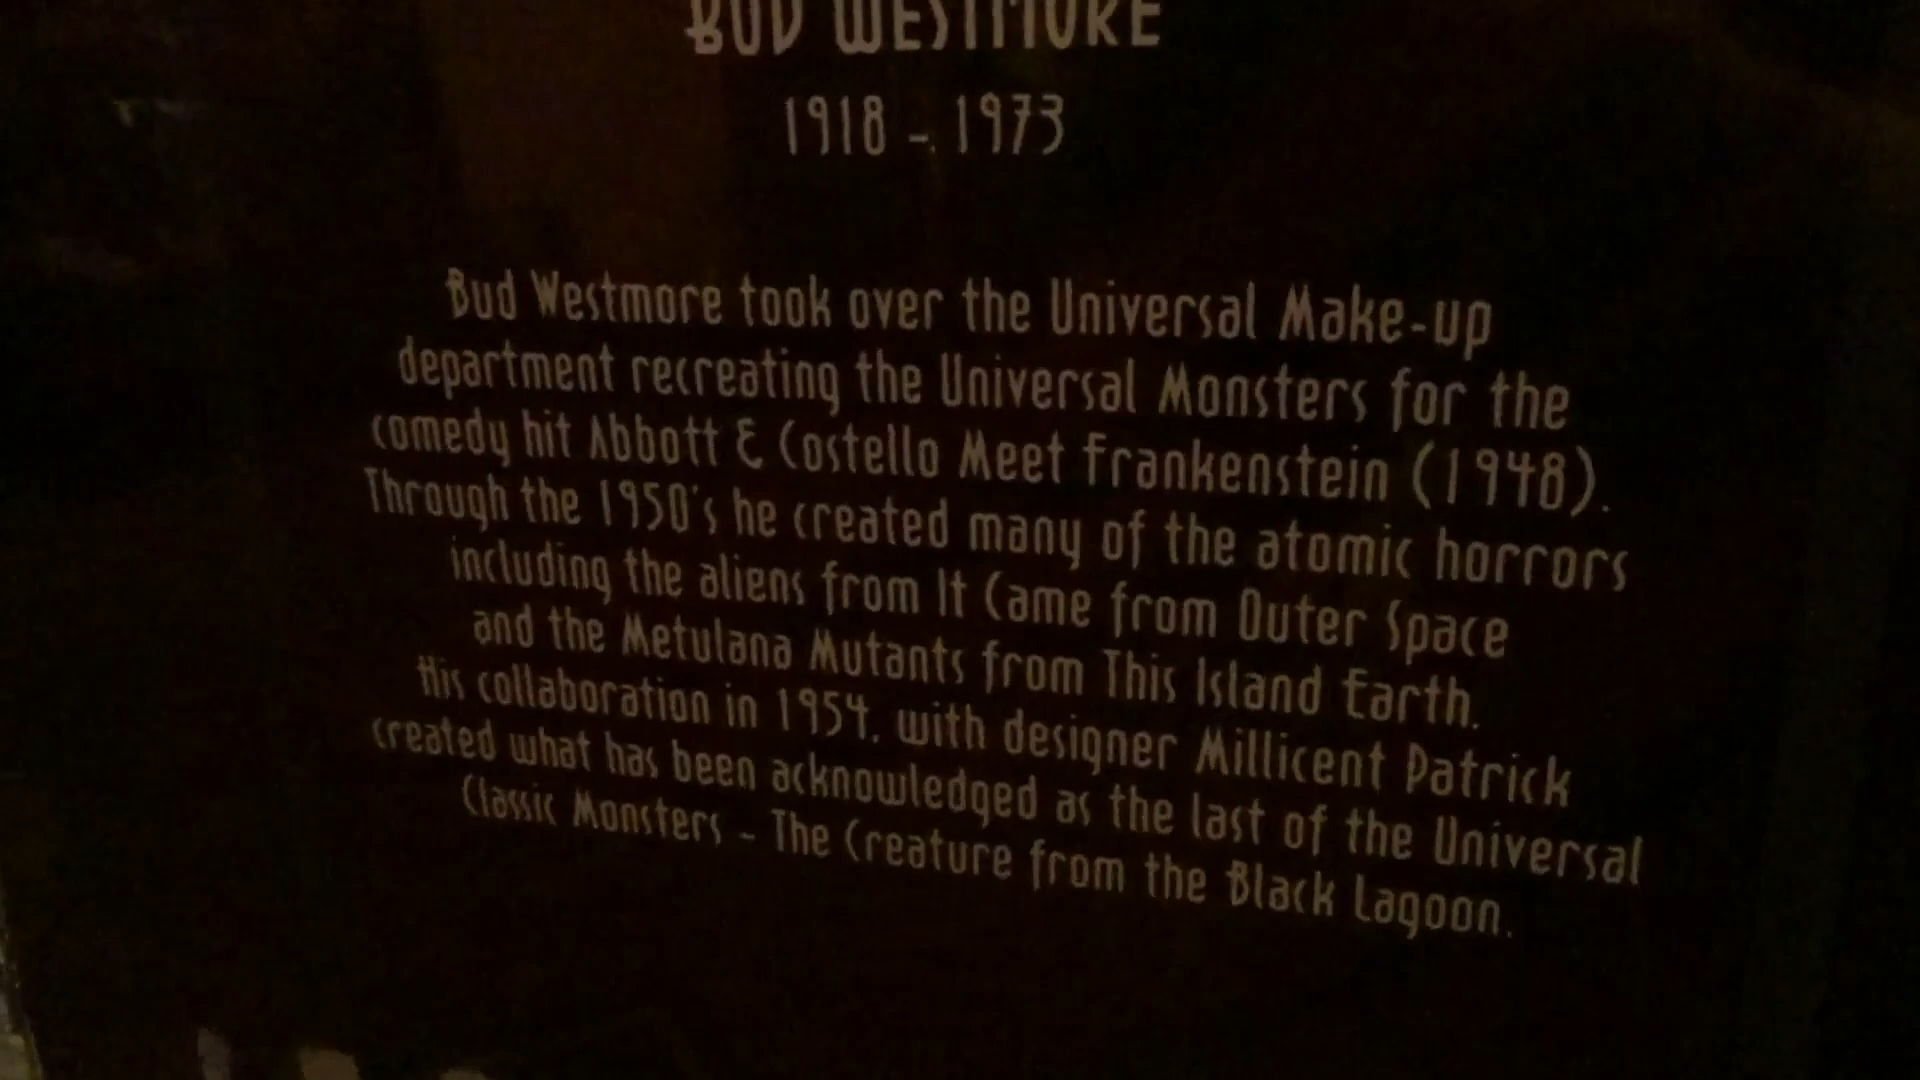 BUD WESTMORE
1918 - 1973
Bud Westmore took over the Universal Make-up
department recreating the Universal Monsters for the
comedy hit Abbott & Costello Meet Frankenstein (1948).
Through the 1950's he created many of the atomic horrors
including the aliens from It Came from Outer Space
and the Metulana Mutants from This Island Earth.
His collaboration in 1954, with designer Millicent Patrick
created what has been acknowledged as the last of the Universal
Classic Monsters - The Creature from the Black Lagoon.